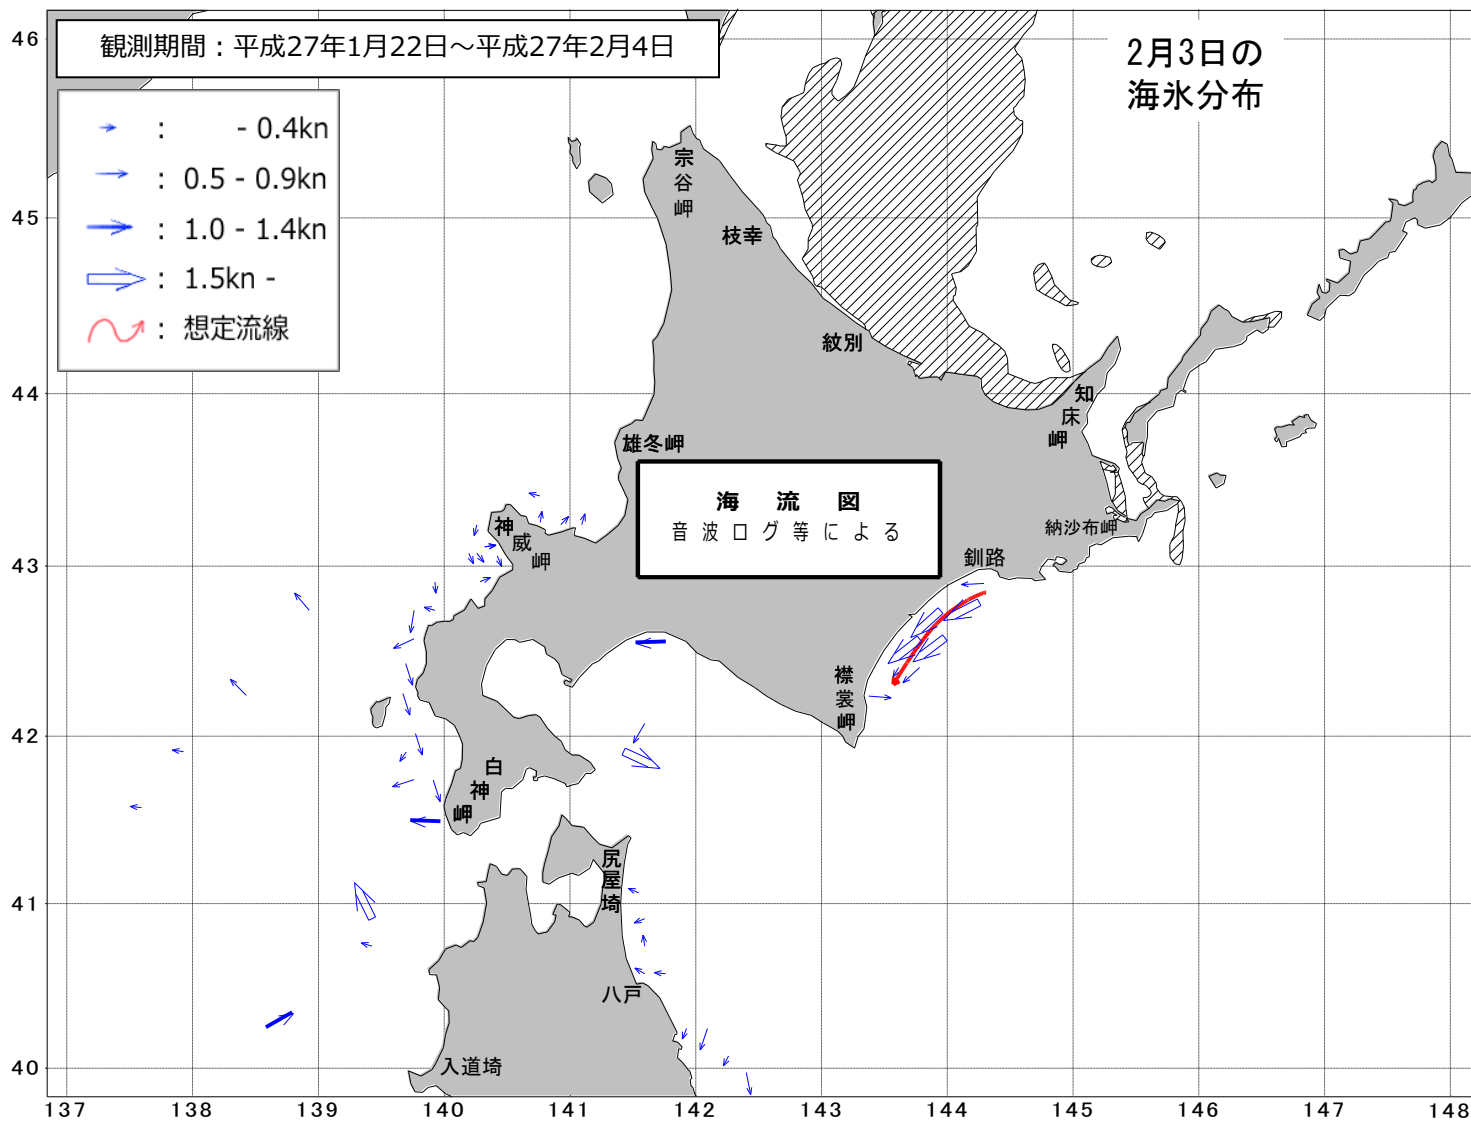 観測期間：平成27年1月22日～平成27年2月4日
2月3日の
海氷分布
： - 0.4kn
： 0.5 - 0.9kn
： 1.0 - 1.4kn
： 1.5kn -
： 想定流線
46
45
44
43
42
41
40
宗谷岬
枝幸
紋別
知床岬
雄冬岬
海 流 図
音 波 ロ グ 等 に よ る
納沙布岬
神威岬
釧路
襟裳岬
白神岬
尻屋埼
八戸
入道埼
137 138 139 140 141 142 143 144 145 146 147 148